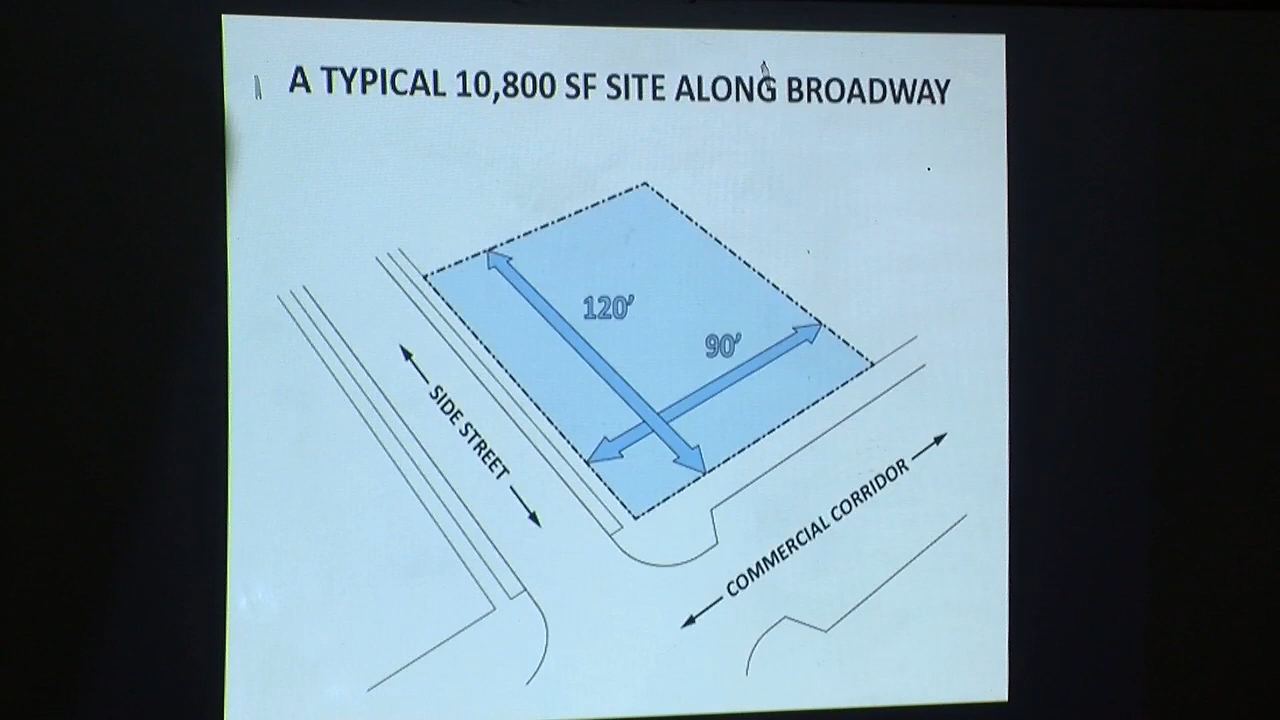 A TYPICAL 10,800 SF SITE ALONG BROADWAY
120'
90'
SIDE STREET
COMMERCIAL CORRIDOR